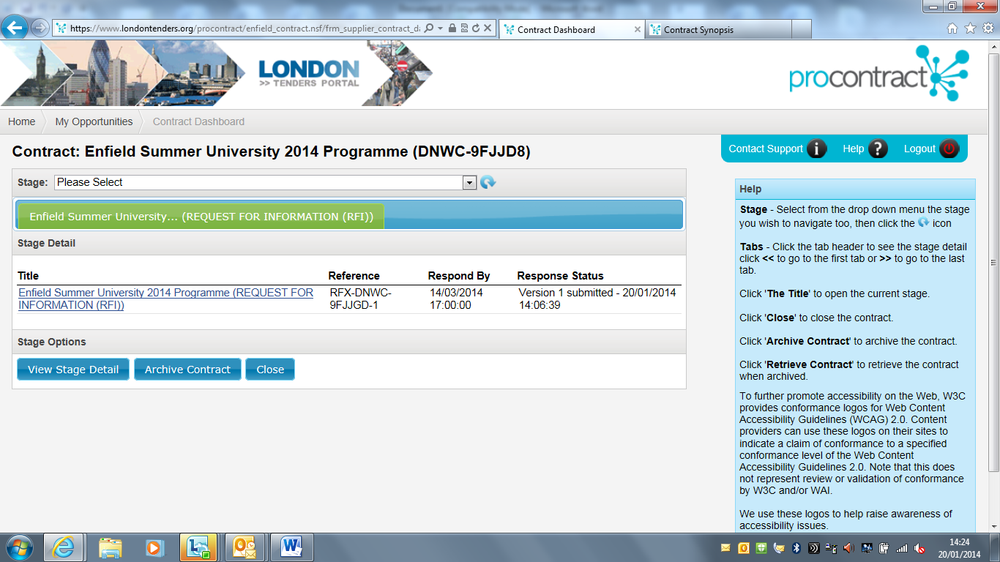 https://www.londontenders.org/procontract/enfield_contract.nsf/frm_supplier_contract_da
Contract Dashboard
Contract Synopsis
LONDON
>> TENDERS PORTAL
procontract
Home
My Opportunities
Contract Dashboard
Contract: Enfield Summer University 2014 Programme (DNWC-9FJJD8)
Contact Support
Help
Logout
Stage: Please Select
Enfield Summer University... (REQUEST FOR INFORMATION (RFI))
Stage Detail
Title Reference Respond By Response Status
Enfield Summer University 2014 Programme (REQUEST FOR INFORMATION (RFI))
RFX-DNWC-
9FJJGD-1
14/03/2014
17:00:00
Version 1 submitted - 20/01/2014
14:06:39
Stage Options
View Stage Detail
Archive Contract
Close
Help
Stage - Select from the drop down menu the stage
you wish to navigate too, then click the icon
Tabs - Click the tab header to see the stage detail
click << to go to the first tab or >> to go to the last
tab.
Click 'The Title' to open the current stage.
Click 'Close' to close the contract.
Click 'Archive Contract' to archive the contract.
Click 'Retrieve Contract' to retrieve the contract
when archived.
To further promote accessibility on the Web, W3C
provides conformance logos for Web Content
Accessibility Guidelines (WCAG) 2.0. Content
providers can use these logos on their sites to
indicate a claim of conformance to a specified
conformance level of the Web Content
Accessibility Guidelines 2.0. Note that this does
not represent review or validation of conformance
by W3C and/or WAI.
We use these logos to help raise awareness of
accessibility issues.
14:24
20/01/2014